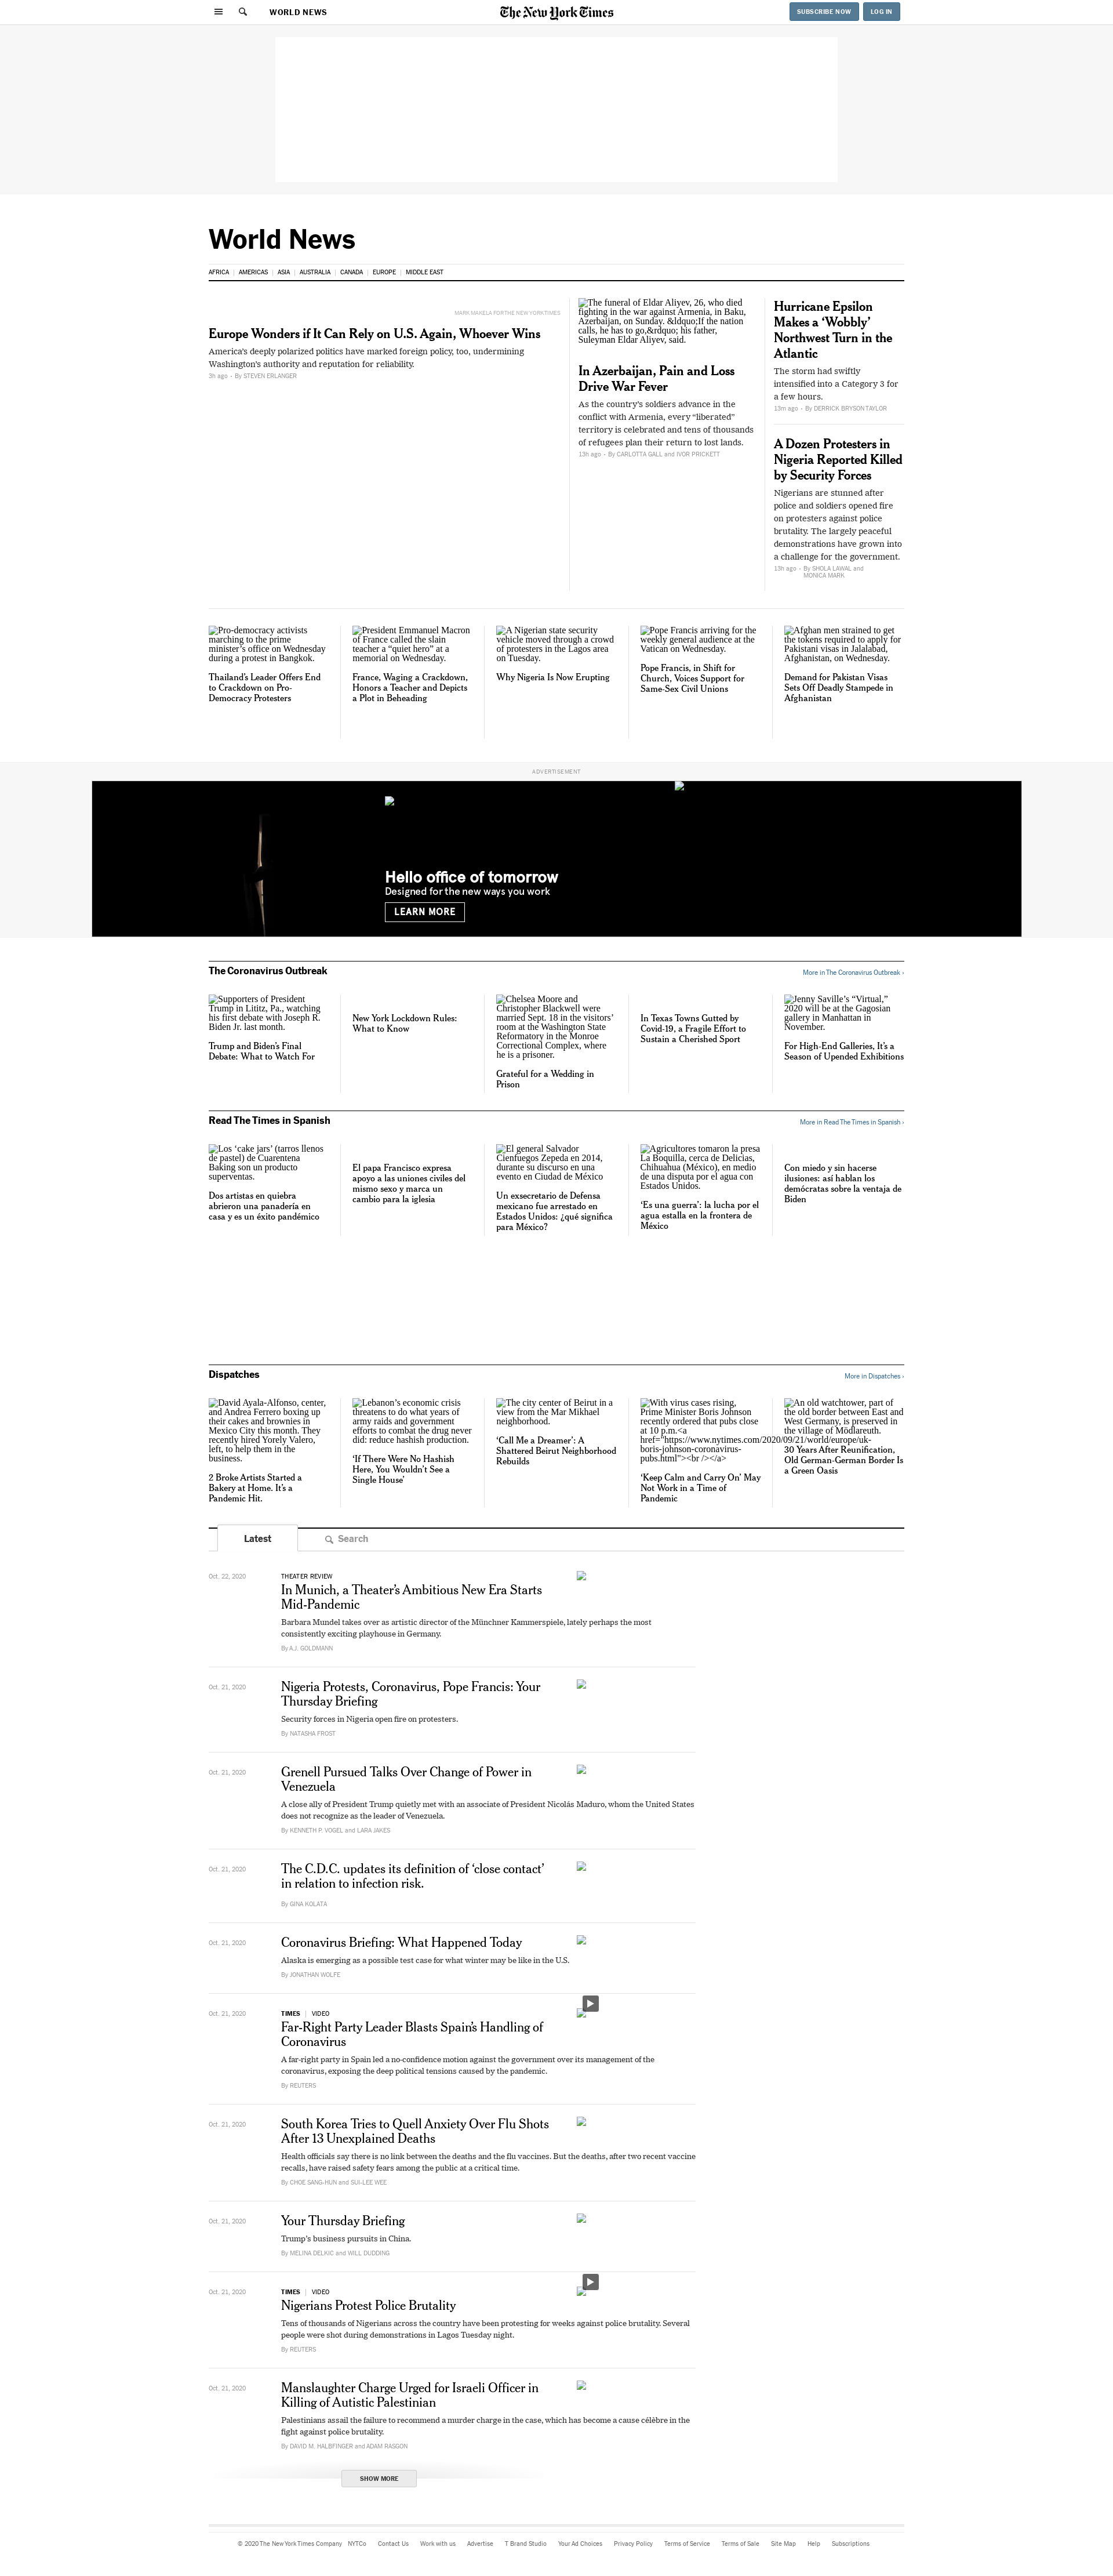 WORLD NEWS
The New York Times
SUBSCRIBE NOW
LOG IN
World News
AFRICA | AMERICAS | ASIA | AUSTRALIA | CANADA | EUROPE | MIDDLE EAST
MARK MAKELA FOR THE NEW YORK TIMES
Europe Wonders if It Can Rely on U.S. Again, Whoever Wins
America's deeply polarized politics have marked foreign policy, too, undermining
Washington's authority and reputation for reliability.
3h ago • By STEVEN ERLANGER
The funeral of Eldar Aliyev, 26, who died
fighting in the war against Armenia, in Baku,
Azarbaijan, on Sunday. &ldquo;If the nation
calls, he has to go,&rdquo; his father,
Suleyman Eldar Aliyev, said.
In Azerbaijan, Pain and Loss
Drive War Fever
As the country's soldiers advance in the
conflict with Armenia, every “liberated”
territory is celebrated and tens of thousands
of refugees plan their return to lost lands.
13h ago • By CARLOTTA GALL and IVOR PRICKETT
Hurricane Epsilon
Makes a ‘Wobbly’
Northwest Turn in the
Atlantic
The storm had swiftly
intensified into a Category 3 for
a few hours.
13m ago • By DERRICK BRYSON TAYLOR
A Dozen Protesters in
Nigeria Reported Killed
by Security Forces
Nigerians are stunned after
police and soldiers opened fire
on protesters against police
brutality. The largely peaceful
demonstrations have grown into
a challenge for the government.
13h ago • By SHOLA LAWAL and
MONICA MARK
Pro-democracy activists
marching to the prime
minister’s office on Wednesday
during a protest in Bangkok.
Thailand’s Leader Offers End
to Crackdown on Pro-
Democracy Protesters
President Emmanuel Macron
of France called the slain
teacher a “quiet hero” at a
memorial on Wednesday.
France, Waging a Crackdown,
Honors a Teacher and Depicts
a Plot in Beheading
A Nigerian state security
vehicle moved through a crowd
of protesters in the Lagos area
on Tuesday.
Why Nigeria Is Now Erupting
Pope Francis arriving for the
weekly general audience at the
Vatican on Wednesday.
Pope Francis, in Shift for
Church, Voices Support for
Same-Sex Civil Unions
Afghan men strained to get
the tokens required to apply for
Pakistani visas in Jalalabad,
Afghanistan, on Wednesday.
Demand for Pakistan Visas
Sets Off Deadly Stampede in
Afghanistan
ADVERTISEMENT
Hello office of tomorrow
Designed for the new ways you work
LEARN MORE
The Coronavirus Outbreak
More in The Coronavirus Outbreak ›
Supporters of President
Trump in Lititz, Pa., watching
his first debate with Joseph R.
Biden Jr. last month.
Trump and Biden’s Final
Debate: What to Watch For
New York Lockdown Rules:
What to Know
Chelsea Moore and
Christopher Blackwell were
married Sept. 18 in the visitors’
room at the Washington State
Reformatory in the Monroe
Correctional Complex, where
he is a prisoner.
Grateful for a Wedding in
Prison
In Texas Towns Gutted by
Covid-19, a Fragile Effort to
Sustain a Cherished Sport
Jenny Saville’s “Virtual,”
2020 will be at the Gagosian
gallery in Manhattan in
November.
For High-End Galleries, It’s a
Season of Upended Exhibitions
Read The Times in Spanish
More in Read The Times in Spanish ›
Los ‘cake jars’ (tarros llenos
de pastel) de Cuarentena
Baking son un producto
superventas.
Dos artistas en quiebra
abrieron una panadería en
casa y es un éxito pandémico
El papa Francisco expresa
apoyo a las uniones civiles del
mismo sexo y marca un
cambio para la iglesia
El general Salvador
Cienfuegos Zepeda en 2014,
durante su discurso en una
evento en Ciudad de México
Un exsecretario de Defensa
mexicano fue arrestado en
Estados Unidos: ¿qué significa
para México?
Agricultores tomaron la presa
La Boquilla, cerca de Delicias,
Chihuahua (México), en medio
de una disputa por el agua con
Estados Unidos.
‘Es una guerra’: la lucha por el
agua estalla en la frontera de
México
Con miedo y sin hacerse
ilusiones: así hablan los
demócratas sobre la ventaja de
Biden
Dispatches
More in Dispatches ›
David Ayala-Alfonso, center,
and Andrea Ferrero boxing up
their cakes and brownies in
Mexico City this month. They
recently hired Yorely Valero,
left, to help them in the
business.
2 Broke Artists Started a
Bakery at Home. It’s a
Pandemic Hit.
Lebanon’s economic crisis
threatens to do what years of
army raids and government
efforts to combat the drug never
did: reduce hashish production.
‘If There Were No Hashish
Here, You Wouldn’t See a
Single House’
The city center of Beirut in a
view from the Mar Mikhael
neighborhood.
‘Call Me a Dreamer’: A
Shattered Beirut Neighborhood
Rebuilds
With virus cases rising,
Prime Minister Boris Johnson
recently ordered that pubs close
at 10 p.m.<a
href="https://www.nytimes.com/2020/09/21/world/europe/uk-
boris-johnson-coronavirus-
pubs.html"><br /></a>
‘Keep Calm and Carry On’ May
Not Work in a Time of
Pandemic
An old watchtower, part of
the old border between East and
West Germany, is preserved in
the village of Mödlareuth.
30 Years After Reunification,
Old German-German Border Is
a Green Oasis
Latest
Search
Oct. 22, 2020
THEATER REVIEW
In Munich, a Theater’s Ambitious New Era Starts
Mid-Pandemic
Barbara Mundel takes over as artistic director of the Münchner Kammerspiele, lately perhaps the most
consistently exciting playhouse in Germany.
By A.J. GOLDMANN
Oct. 21, 2020
Nigeria Protests, Coronavirus, Pope Francis: Your
Thursday Briefing
Security forces in Nigeria open fire on protesters.
By NATASHA FROST
Oct. 21, 2020
Grenell Pursued Talks Over Change of Power in
Venezuela
A close ally of President Trump quietly met with an associate of President Nicolás Maduro, whom the United States
does not recognize as the leader of Venezuela.
By KENNETH P. VOGEL and LARA JAKES
Oct. 21, 2020
The C.D.C. updates its definition of ‘close contact’
in relation to infection risk.
By GINA KOLATA
Oct. 21, 2020
Coronavirus Briefing: What Happened Today
Alaska is emerging as a possible test case for what winter may be like in the U.S.
By JONATHAN WOLFE
Oct. 21, 2020
TIMES | VIDEO
Far-Right Party Leader Blasts Spain’s Handling of
Coronavirus
A far-right party in Spain led a no-confidence motion against the government over its management of the
coronavirus, exposing the deep political tensions caused by the pandemic.
By REUTERS
Oct. 21, 2020
South Korea Tries to Quell Anxiety Over Flu Shots
After 13 Unexplained Deaths
Health officials say there is no link between the deaths and the flu vaccines. But the deaths, after two recent vaccine
recalls, have raised safety fears among the public at a critical time.
By CHOE SANG-HUN and SUI-LEE WEE
Oct. 21, 2020
Your Thursday Briefing
Trump’s business pursuits in China.
By MELINA DELKIC and WILL DUDDING
Oct. 21, 2020
TIMES | VIDEO
Nigerians Protest Police Brutality
Tens of thousands of Nigerians across the country have been protesting for weeks against police brutality. Several
people were shot during demonstrations in Lagos Tuesday night.
By REUTERS
Oct. 21, 2020
Manslaughter Charge Urged for Israeli Officer in
Killing of Autistic Palestinian
Palestinians assail the failure to recommend a murder charge in the case, which has become a cause célèbre in the
fight against police brutality.
By DAVID M. HALBFINGER and ADAM RASGON
SHOW MORE
© 2020 The New York Times Company NYTCo Contact Us Work with us Advertise T Brand Studio Your Ad Choices Privacy Policy Terms of Service Terms of Sale Site Map Help Subscriptions